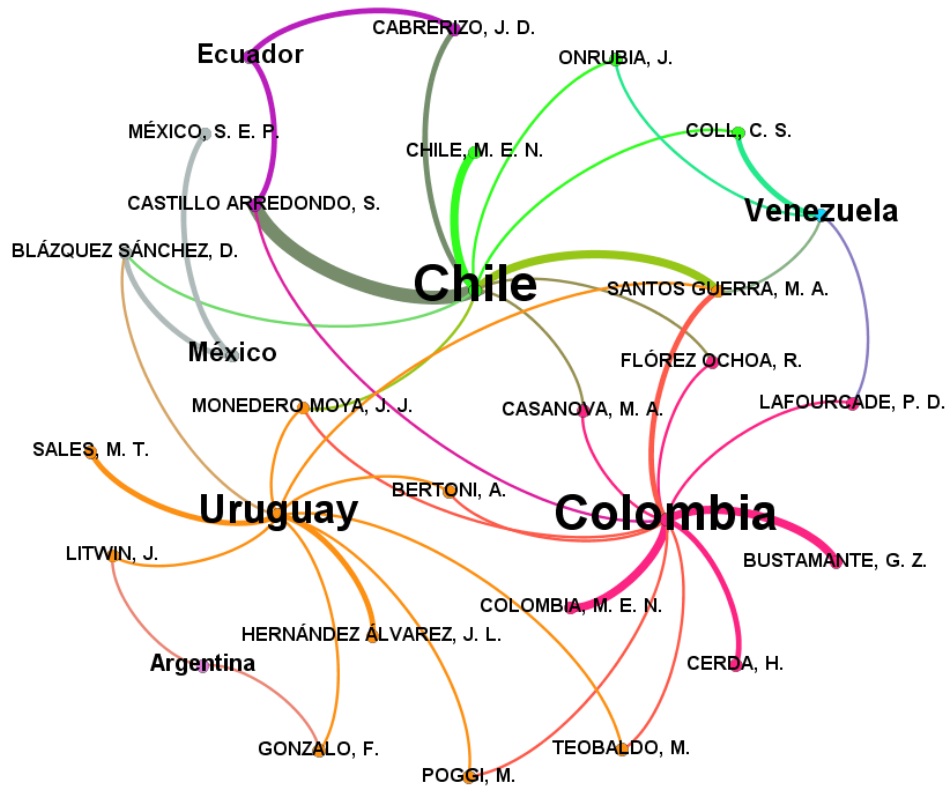 CABRERIZO, J. D.
Ecuador
ONRUBIA, J.
MÉXICO, S. E. P.
COLL, C. S.
CHILE, M. E. N.
CASTILLO ARREDONDO, S.
Venezuela
BLÁZQUEZ SÁNCHEZ, D.
Chile
SANTOS GUERRA, M. A.
México
FLÓREZ OCHOA, R.
MONEDERO MOYA, J. J.
CASANOVA, M. A.
LAFOURCADE, P. D.
SALES, M. T.
BERTONI, A.
Uruguay
Colombia
LITWIN, J.
BUSTAMANTE, G. Z.
COLOMBIA, M. E. N.
HERNÁNDEZ ÁLVAREZ, J. L.
Argentina
CERDA, H.
GONZALO, F.
TEOBALDO, M.
POGGI, M.